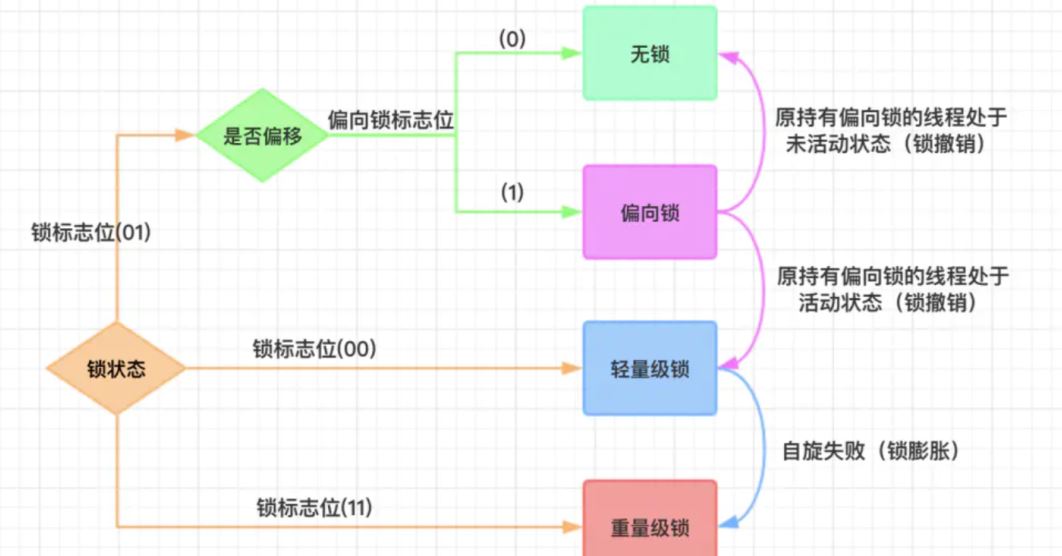 (0)
无锁
是否偏移
偏向锁标志位
原持有偏向锁的线程处于
未活动状态（锁撤销）
(1)
偏向锁
锁标志位(01)
原持有偏向锁的线程处于
活动状态（锁撤销）
锁状态
锁标志位(00)
轻量级锁
自旋失败（锁膨胀）
锁标志位(11)
重量级锁